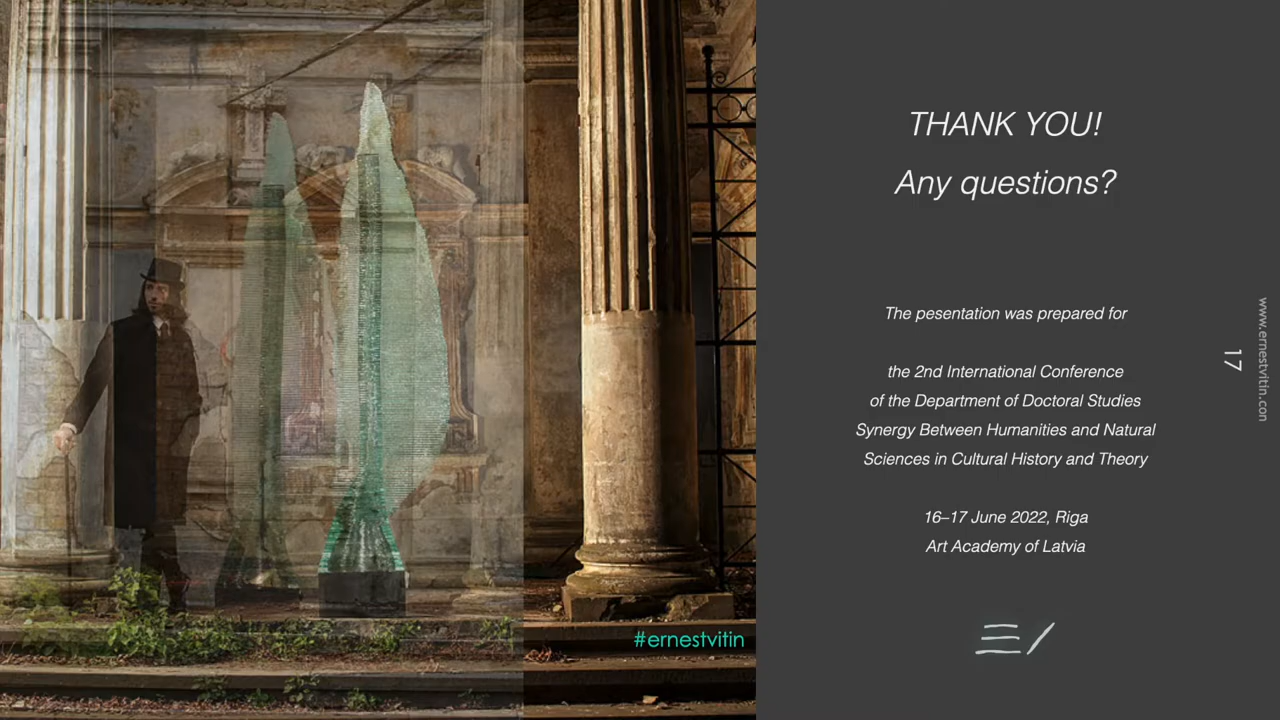 THANK YOU!
Any questions?
The pesentation was prepared for
the 2nd International Conference
of the Department of Doctoral Studies
Synergy Between Humanities and Natural
Sciences in Cultural History and Theory
16–17 June 2022, Riga
Art Academy of Latvia
17
www.ernestvitin.con
#ernestvitin